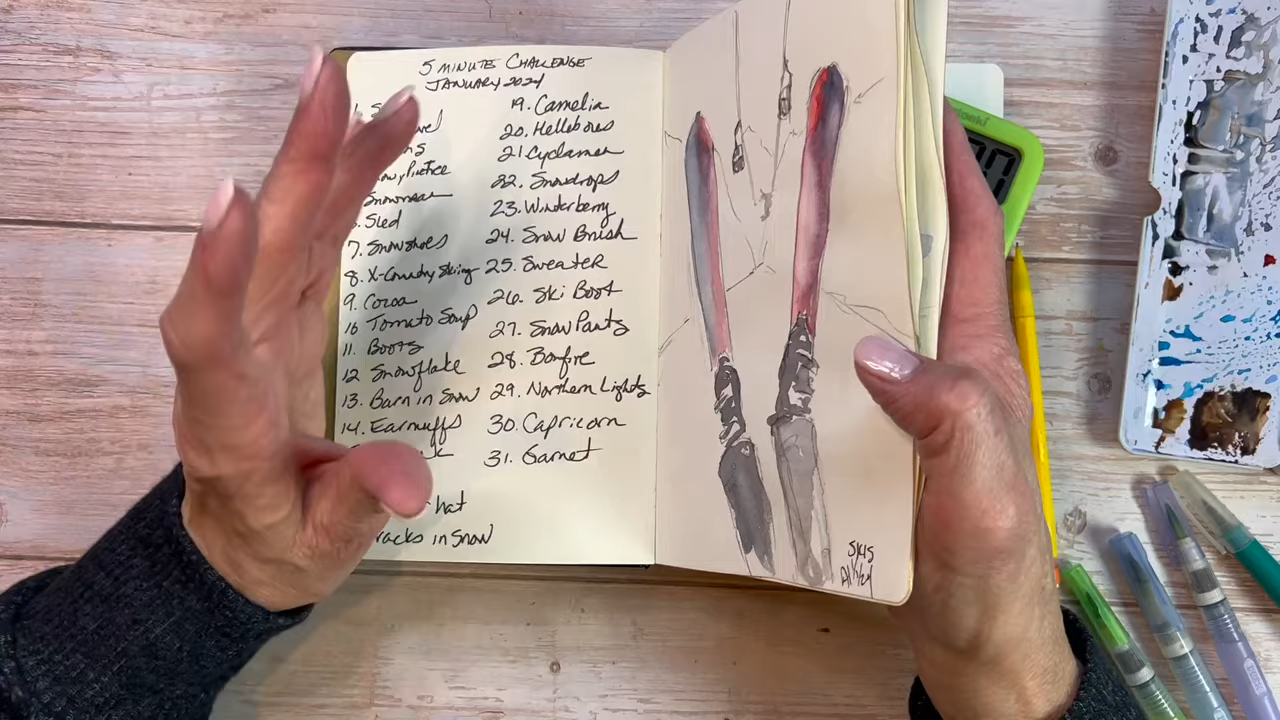 5 MINUTE CHALLENGE
JANUARY 2024
6. Sled
7. Snowshoes
8. X-Country Skiing
9. Cocoa
10 Tomato Soup
11. Boots
12 Snowflake
13. Barn in Snow
14. Earmuffs
hat
Tracks in Snow
19. Camelia
20. Hellebores
21. Cyclamen
22. Snowdrops
23. Winterberry
24. Snow Brush
25. Sweater
26. Ski Boot
27. Snow Pants
28. Bonfire
29. Northern Lights
30. Capricorn
31. Garnet
SKIS